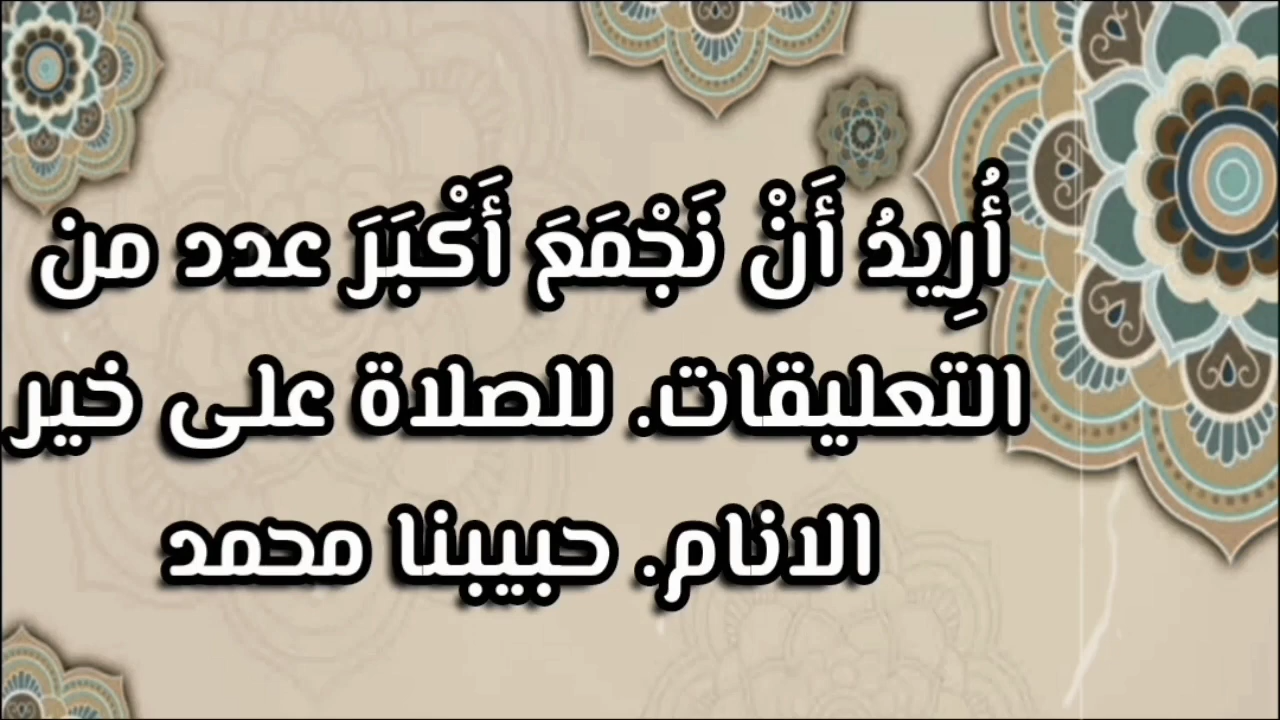 أُرِيدُ أَنْ نَجْمَعَ أَكْبَرَ عدد من
التعليقات. للصلاة على خير
الانام. حبيبنا محمد